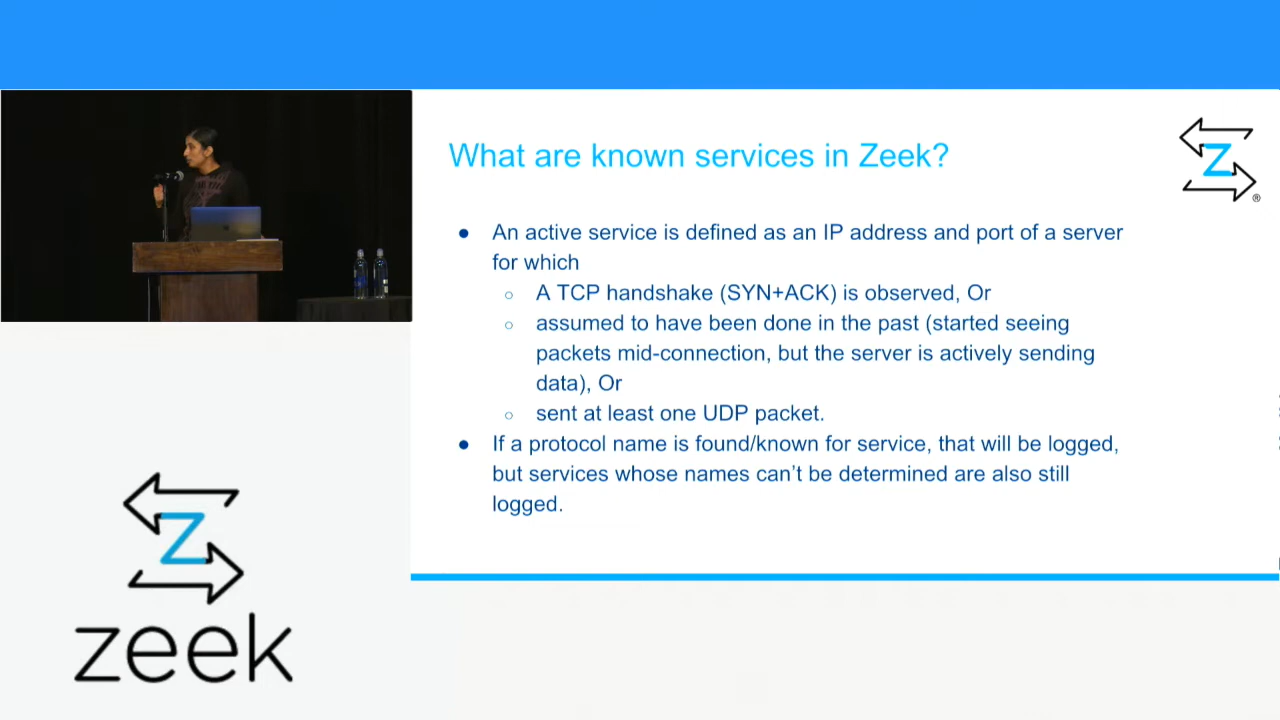 What are known services in Zeek?
Z
®
● An active service is defined as an IP address and port of a server
for which
○ A TCP handshake (SYN+ACK) is observed, Or
○ assumed to have been done in the past (started seeing
packets mid-connection, but the server is actively sending
data), Or
○ sent at least one UDP packet.
● If a protocol name is found/known for service, that will be logged,
but services whose names can’t be determined are also still
logged.
Z
zeek